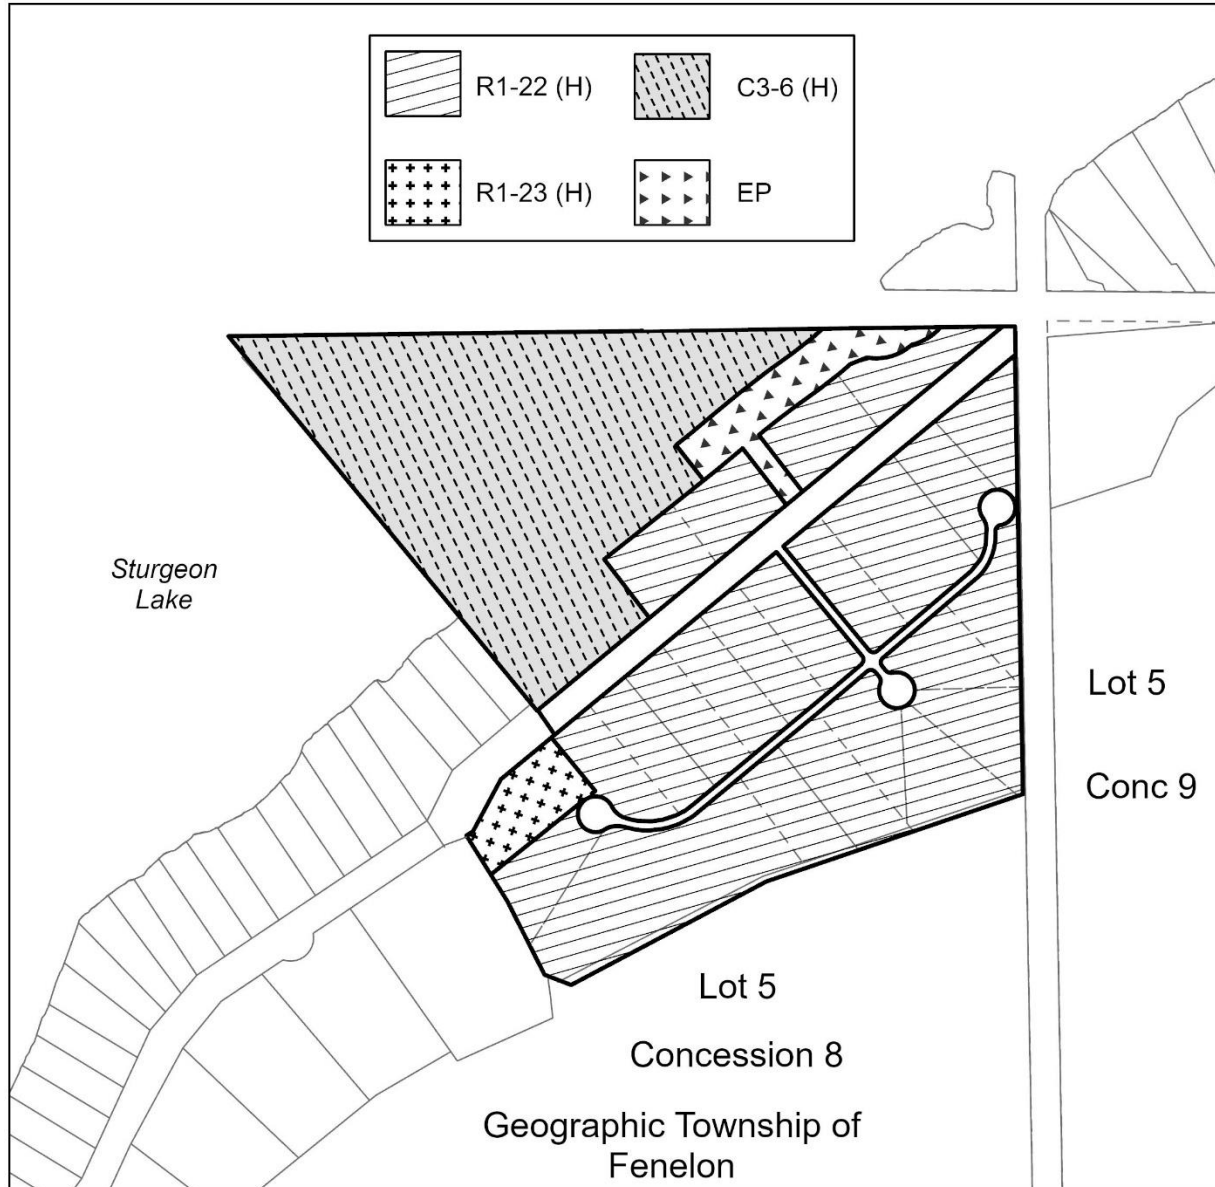 R1-22 (H)
C3-6 (H)
R1-23 (H)
EP
Sturgeon
Lake
Lot 5
Conc 9
Lot 5
Concession 8
Geographic Township of
Fenelon